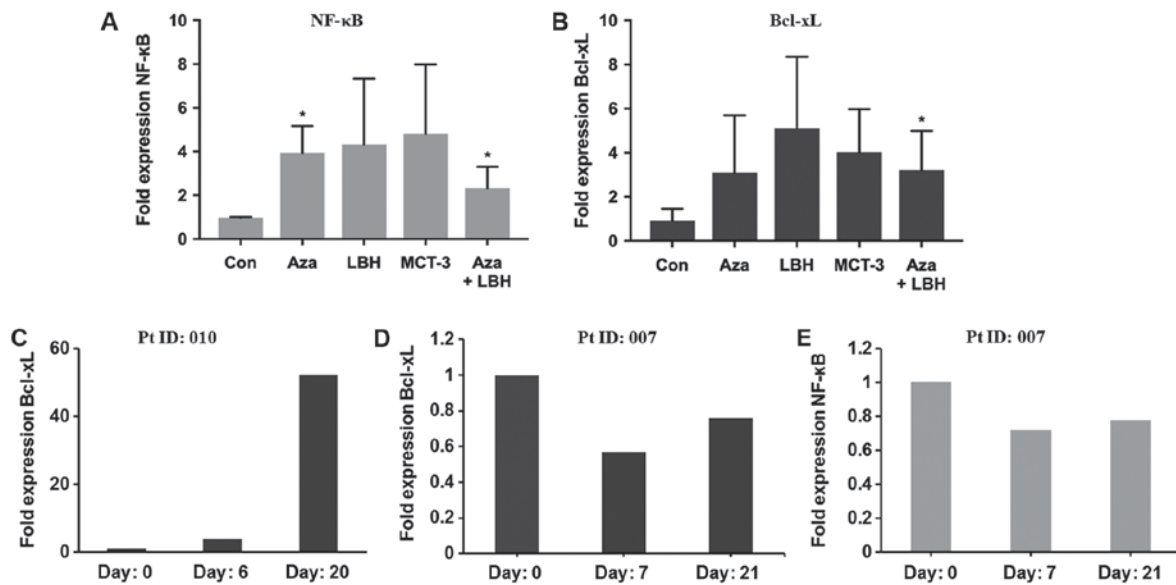 A
NF-κB
Fold expression NF-κB
10
8
6
4
2
0
*
*
Con
Aza
LBH
MCT-3
Aza
+ LBH
B
Bcl-xL
Fold expression Bcl-xL
10
8
6
4
2
0
*
Con
Aza
LBH
MCT-3
Aza
+ LBH
C
Pt ID: 010
Fold expression Bcl-xL
60
40
20
0
Day: 0
Day: 6
Day: 20
D
Pt ID: 007
Fold expression Bcl-xL
1.2
1
0.8
0.6
0.4
0.2
0
Day: 0
Day: 7
Day: 21
E
Pt ID: 007
Fold expression NF-κB
1.2
1
0.8
0.6
0.4
0.2
0
Day: 0
Day: 7
Day: 21